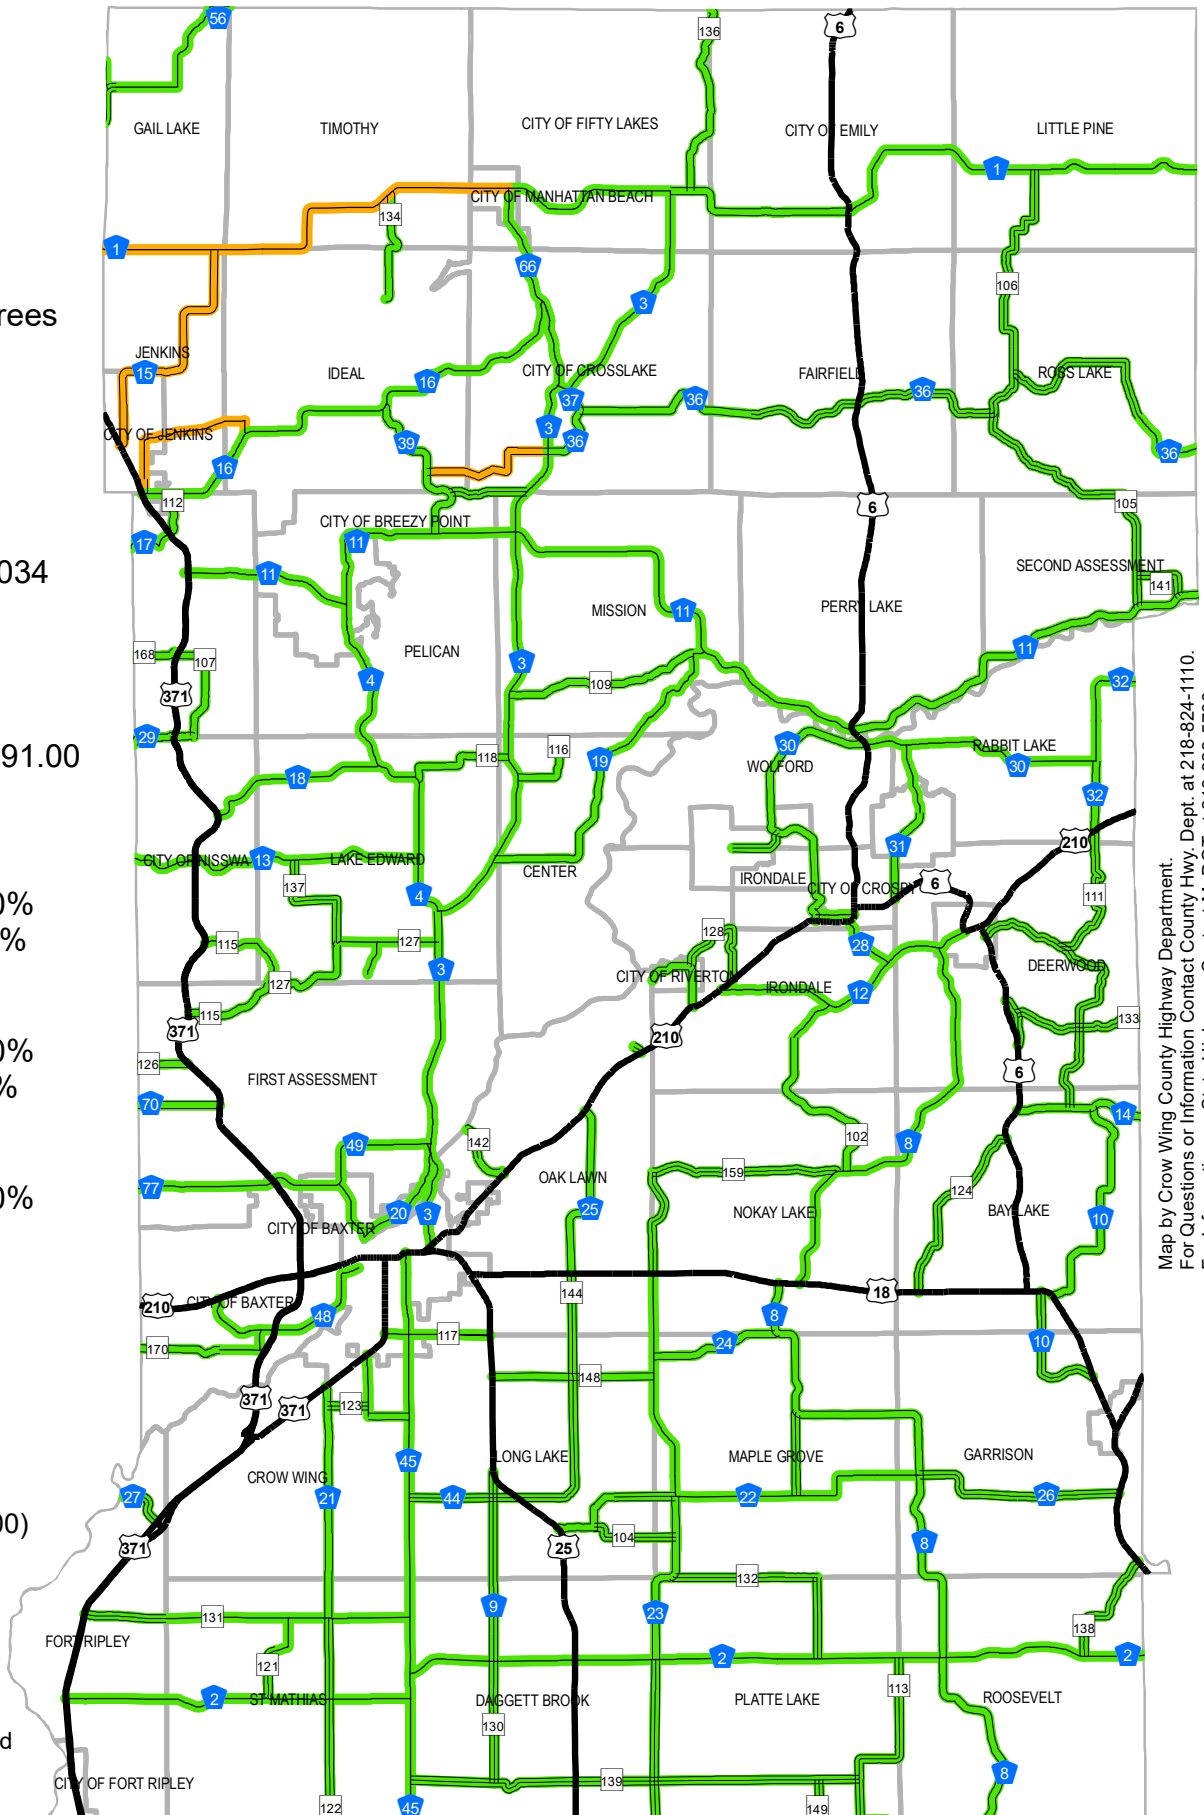 56
136
6
GAIL LAKE
TIMOTHY
CITY OF FIFTY LAKES
CITY OF EMILY
LITTLE PINE
1
CITY OF MANHATTAN BEACH
134
1
66
106
3
rees
JENKINS
15
IDEAL
16
CITY OF CROSSLAKE
FAIRFIELD
ROSS LAKE
37
36
36
CITY OF JENKINS
39
3
36
36
16
112
105
6
CITY OF BREEZY POINT
17
11
11
034
SECOND ASSESSMENT
141
MISSION
11
PERRY LAKE
168
107
PELICAN
3
11
4
109
32
371
29
30
RABBIT LAKE
91.00
118
116
19
WOLFORD
30
18
32
210
CITY OF NISSWA
13
LAKE EDWARD
CENTER
31
137
IRONDALE
CITY OF CROSBY
6
4
111
0%
%
115
127
128
28
3
CITY OF RIVERTON
IRONDALE
12
DEERWOOD
127
115
133
371
210
0%
126
FIRST ASSESSMENT
6
%
70
14
49
142
102
8
77
OAK LAWN
159
124
0%
20
3
25
NOKAY LAKE
BAY LAKE
10
CITY OF BAXTER
210
CITY OF BAXTER
48
144
18
8
170
117
24
10
148
371
371
123
CROW WING
45
LONG LAKE
MAPLE GROVE
GARRISON
27
21
44
22
26
00)
371
25
104
8
132
131
9
23
FORT RIPLEY
138
121
2
2
2
ST MATHIAS
DAGGETT BROOK
PLATTE LAKE
113
ROOSEVELT
130
d
CITY OF FORT RIPLEY
139
8
122
45
149
Map by Crow Wing County Highway Department.
For Questions or Information Contact County Hwy. Dept. at 218-824-1110.